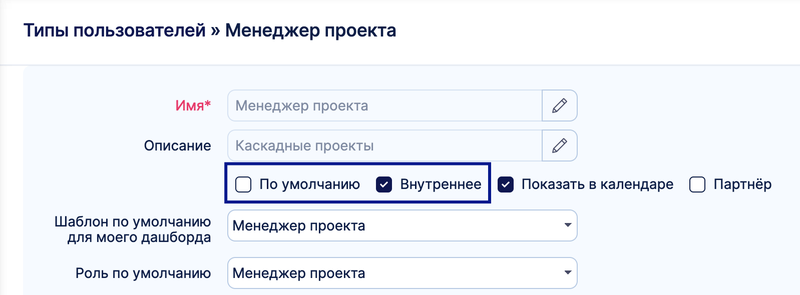 Типы пользователей » Менеджер проекта
Имя* Менеджер проекта
Описание Каскадные проекты
По умолчанию Внутреннее Показать в календаре Партнёр
Шаблон по умолчанию
для моего дашборда Менеджер проекта
Роль по умолчанию Менеджер проекта